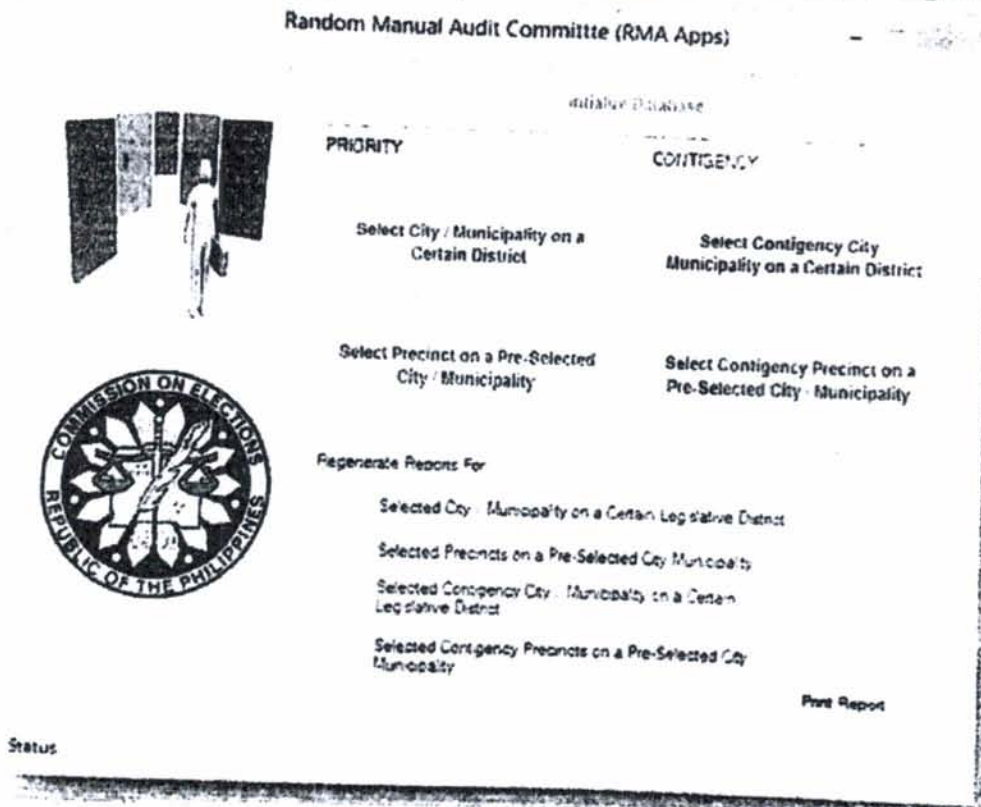 Random Manual Audit Committte (RMA Apps)
Database
PRIORITY
CONTIGENCY
Select City / Municipality on a
Certain District
Select Contigency City
Municipality on a Certain District
Select Precinct on a Pre-Selected
City / Municipality
Select Contigency Precinct on a
Pre-Selected City - Municipality
COMMISSION ON ELECTIONS
REPUBLIC OF THE PHILIPPINES
Regenerate Reports For
Selected City - Municipality on a Certain Legislative District
Selected Precincts on a Pre-Selected City Municipality
Selected Contigency City - Municipality on a Certain
Legislative District
Selected Contigency Precincts on a Pre-Selected City
Municipality
Print Report
Status